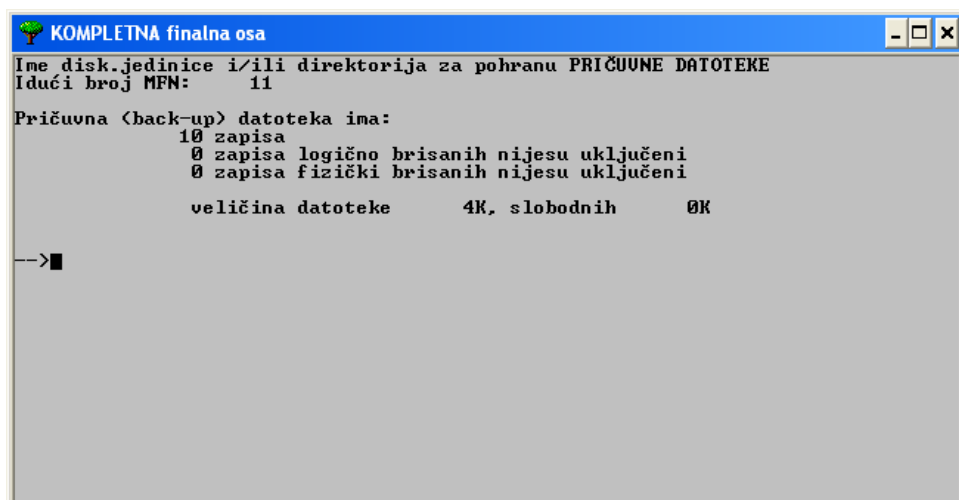 KOMPLETNA finalna osa
Ime disk.jedinice i/ili direktorija za pohranu PRIČUVNE DATOTEKE
Idući broj MFN: 11
Pričuvna (back-up) datoteka ima:
10 zapisa
0 zapisa logično brisanih nijesu uključeni
0 zapisa fizički brisanih nijesu uključeni
veličina datoteke 4K, slobodnih 0K
-->